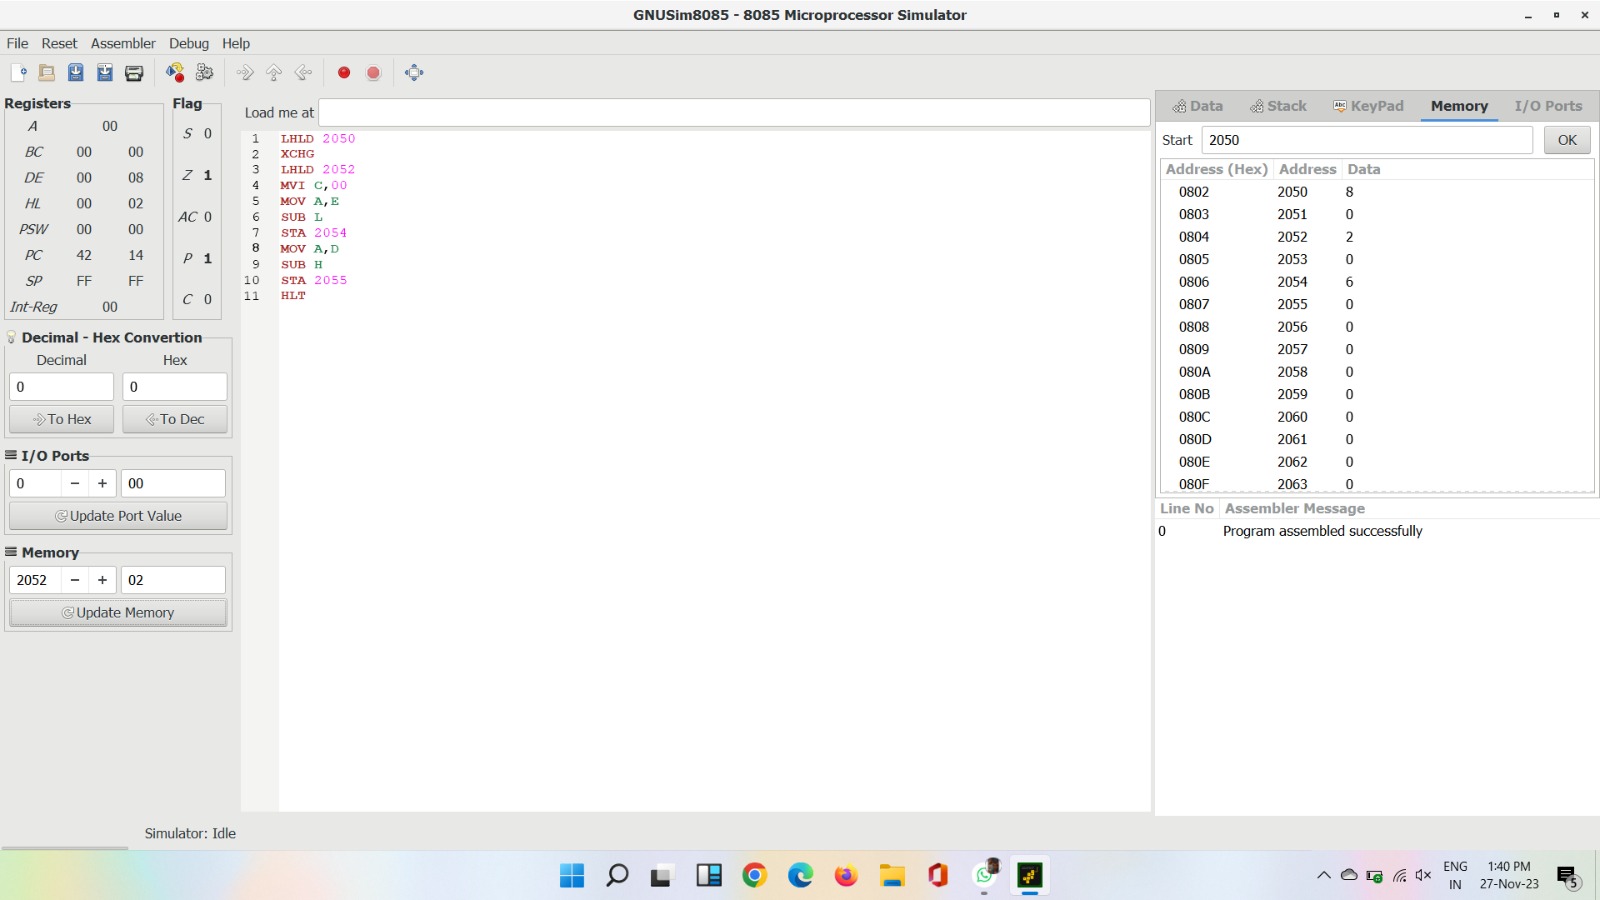 GNUSim8085 - 8085 Microprocessor Simulator
File Reset Assembler Debug Help
Registers
A 00
BC 00 00
DE 00 08
HL 00 02
PSW 00 00
PC 42 14
SP FF FF
Int-Reg 00
Flag
S 0
Z 1
AC 0
P 1
C 0
Decimal - Hex Convertion
Decimal Hex
0 0
To Hex To Dec
I/O Ports
0 − + 00
Update Port Value
Memory
2052 − + 02
Update Memory
Load me at
1 LHLD 2050
2 XCHG
3 LHLD 2052
4 MVI C,00
5 MOV A,E
6 SUB L
7 STA 2054
8 MOV A,D
9 SUB H
10 STA 2055
11 HLT
Data Stack KeyPad Memory I/O Ports
Start 2050 OK
Address (Hex) Address Data
0802 2050 8
0803 2051 0
0804 2052 2
0805 2053 0
0806 2054 6
0807 2055 0
0808 2056 0
0809 2057 0
080A 2058 0
080B 2059 0
080C 2060 0
080D 2061 0
080E 2062 0
080F 2063 0
Line No Assembler Message
0 Program assembled successfully
Simulator: Idle
ENG
IN
1:40 PM
27-Nov-23
5